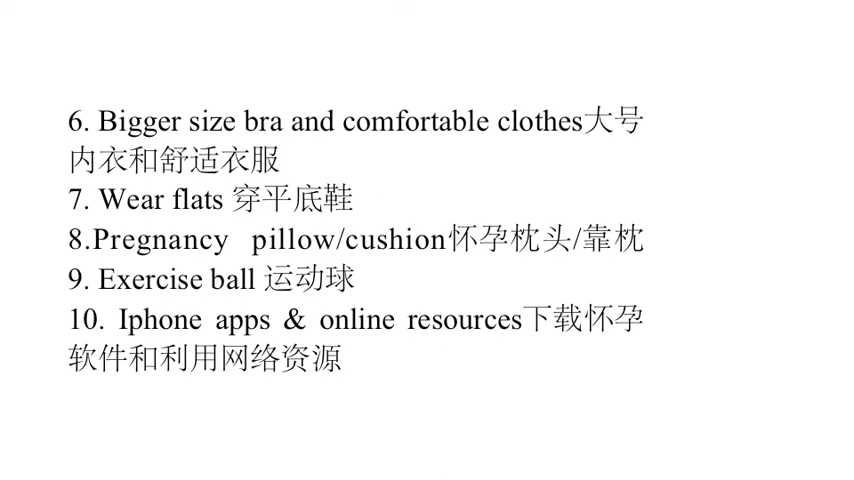 6. Bigger size bra and comfortable clothes大号
内衣和舒适衣服
7. Wear flats 穿平底鞋
8.Pregnancy pillow/cushion怀孕枕头/靠枕
9. Exercise ball 运动球
10. Iphone apps & online resources下载怀孕
软件和利用网络资源